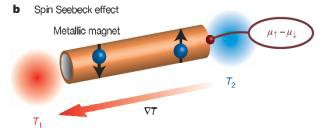 b Spin Seebeck effect
Metallic magnet
μ↑ – μ↓
T₂
∇T
T₁